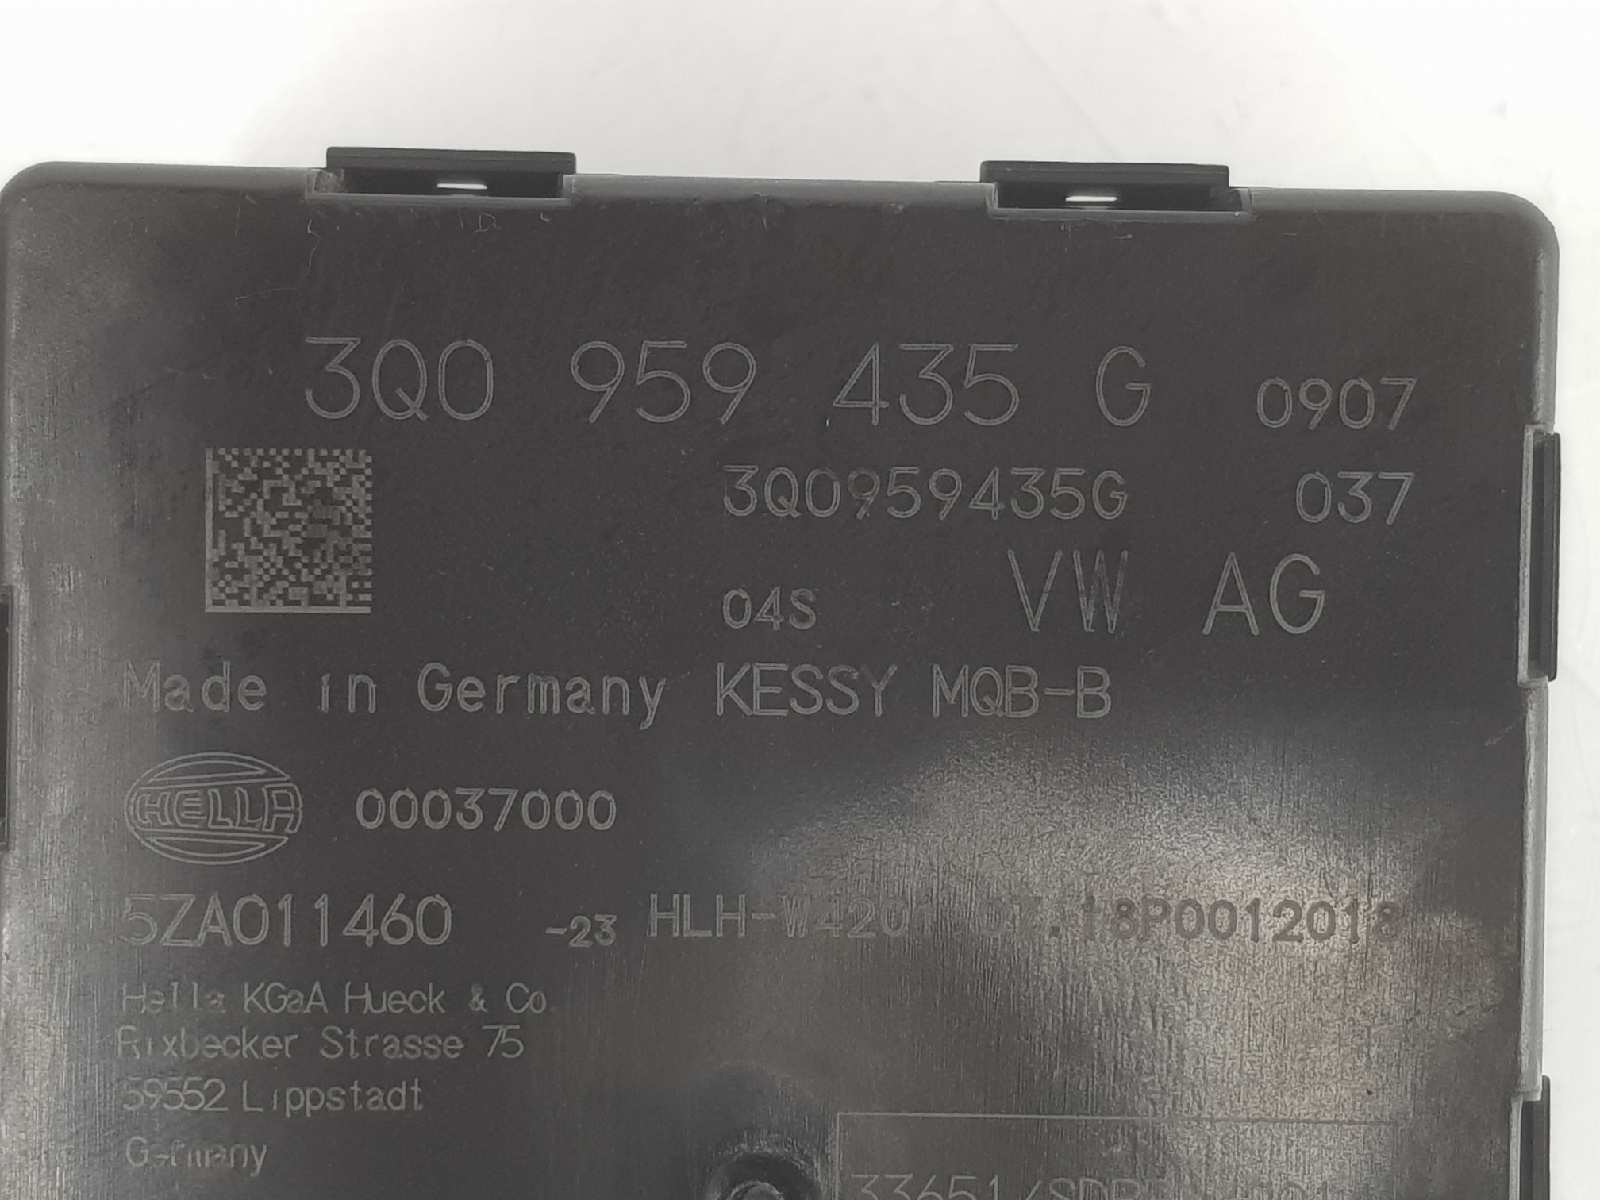 3Q0 959 435 G 0907
3Q0959435G 037
04S VW AG
Made in Germany KESSY MQB-B
HELLA 00037000
5ZA011460 -23 HLH-W420 .18P0012018
Hella KGaA Hueck & Co.
Rixbecker Strasse 75
59552 Lippstadt
Germany